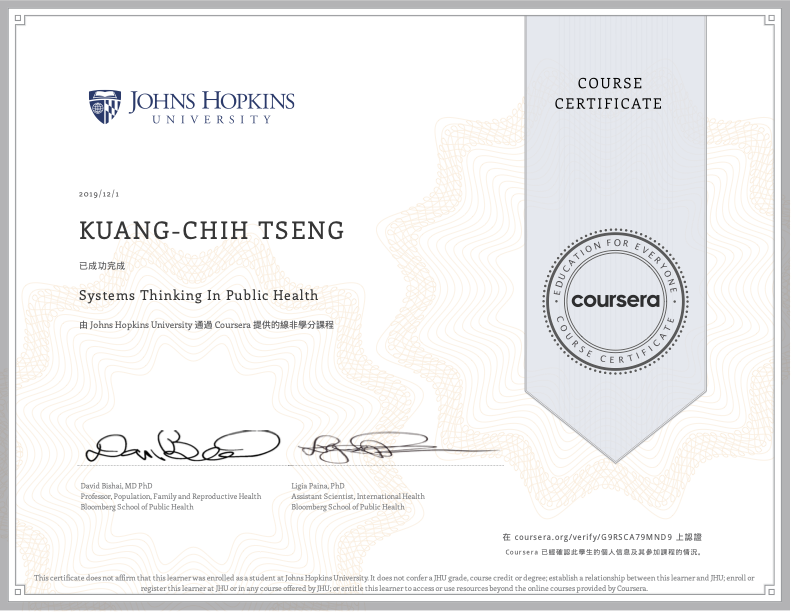 JOHNS HOPKINS
UNIVERSITY
COURSE
CERTIFICATE
2019/12/1
KUANG-CHIH TSENG
已成功完成
Systems Thinking In Public Health
由 Johns Hopkins University 通過 Coursera 提供的線非學分課程
EDUCATION FOR EVERYONE
coursera
COURSE CERTIFICATE
David Bishai, MD PhD
Professor, Population, Family and Reproductive Health
Bloomberg School of Public Health
Ligia Paina, PhD
Assistant Scientist, International Health
Bloomberg School of Public Health
在 coursera.org/verify/G9RSCA79MND9 上認證
Coursera 已經確認此學生的個人信息及其參加課程的情況。
This certificate does not affirm that this learner was enrolled as a student at Johns Hopkins University. It does not confer a JHU grade, course credit or degree; establish a relationship between this learner and JHU; enroll or
register this learner at JHU or in any course offered by JHU; or entitle this learner to access or use resources beyond the online courses provided by Coursera.